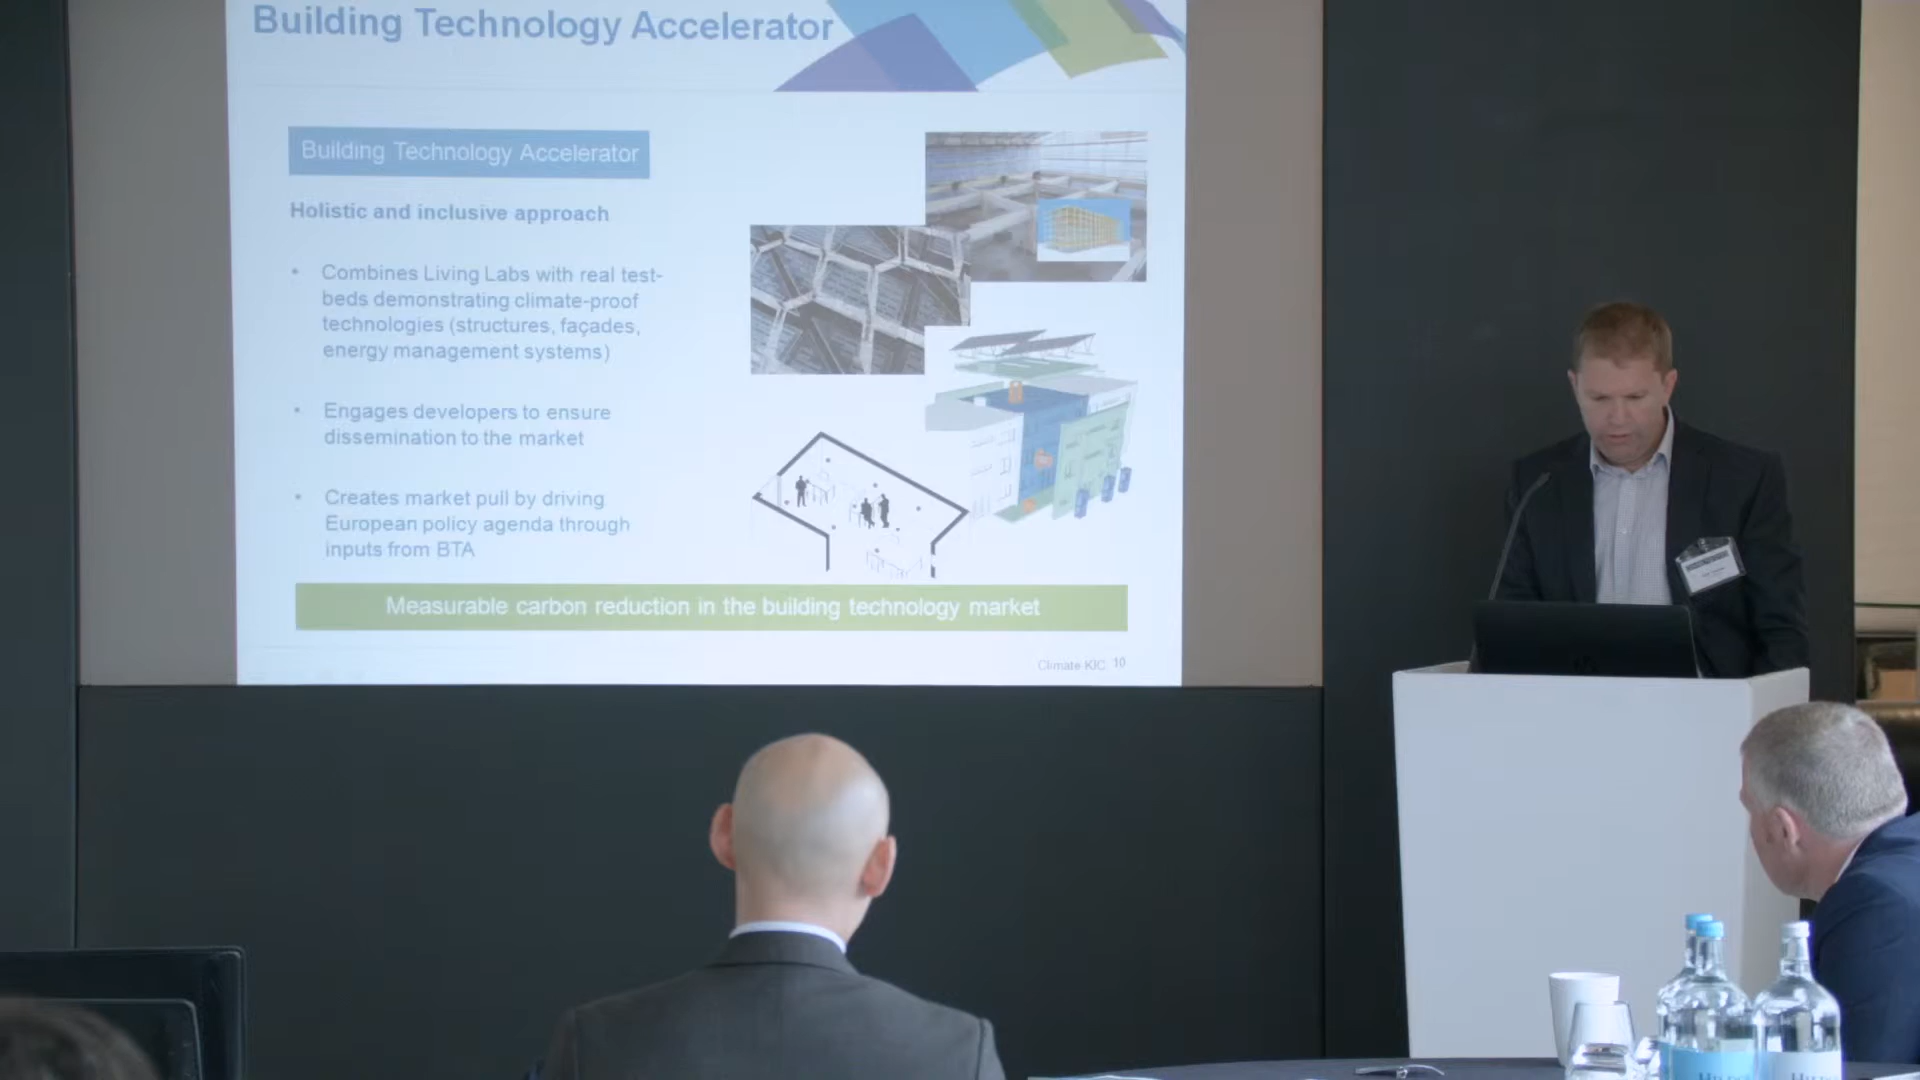 Building Technology Accelerator
Building Technology Accelerator
Holistic and inclusive approach
• Combines Living Labs with real test-
beds demonstrating climate-proof
technologies (structures, façades,
energy management systems)
• Engages developers to ensure
dissemination to the market
• Creates market pull by driving
European policy agenda through
inputs from BTA
Measurable carbon reduction in the building technology market
Climate KIC 10